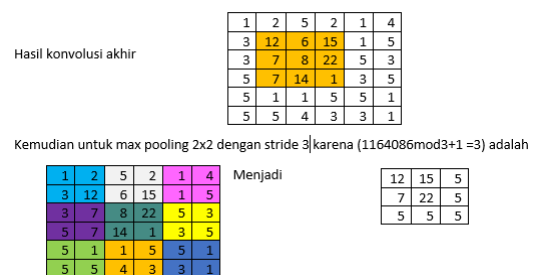 1 2 5 2 1 4
3 12 6 15 1 5
Hasil konvolusi akhir
3 7 8 22 5 3
5 7 14 1 3 5
5 1 1 5 5 1
5 5 4 3 3 1
Kemudian untuk max pooling 2x2 dengan stride 3 karena (1164086mod3+1 =3) adalah
1 2 5 2 1 4
3 12 6 15 1 5
3 7 8 22 5 3
5 7 14 1 3 5
5 1 1 5 5 1
5 5 4 3 3 1
Menjadi
12 15 5
7 22 5
5 5 5